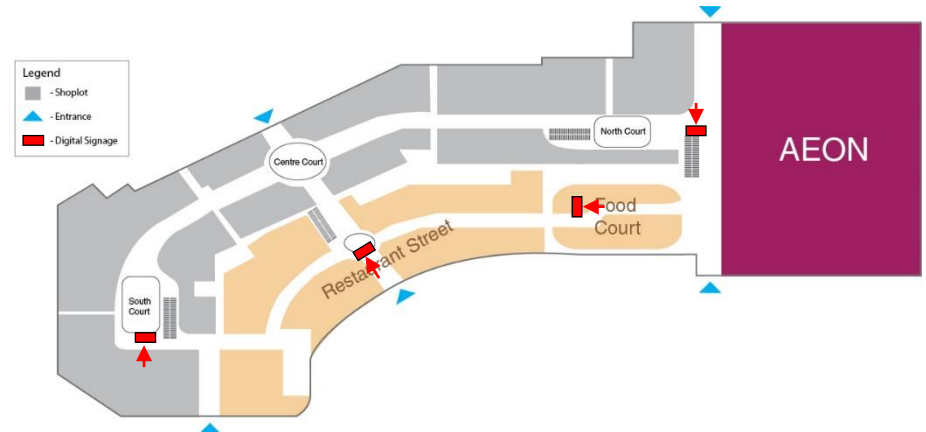 Legend
- Shoplot
- Entrance
- Digital Signage
North Court
AEON
Centre Court
Food
Court
Restaurant Street
South
Court